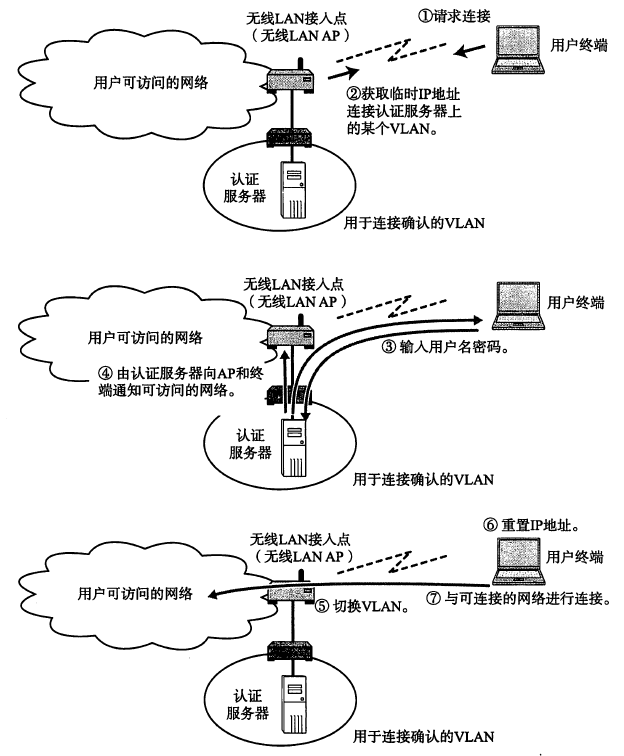 无线LAN接入点
（无线LAN AP）
①请求连接
用户终端
用户可访问的网络
②获取临时IP地址
连接认证服务器上
的某个VLAN。
认证
服务器
用于连接确认的VLAN
无线LAN接入点
（无线LAN AP）
用户终端
用户可访问的网络
③ 输入用户名密码。
④ 由认证服务器向AP和终
端通知可访问的网络。
认证
服务器
用于连接确认的VLAN
无线LAN接入点
（无线LAN AP）
⑥ 重置IP地址。
用户终端
用户可访问的网络
⑤ 切换VLAN。
⑦ 与可连接的网络进行连接。
认证
服务器
用于连接确认的VLAN